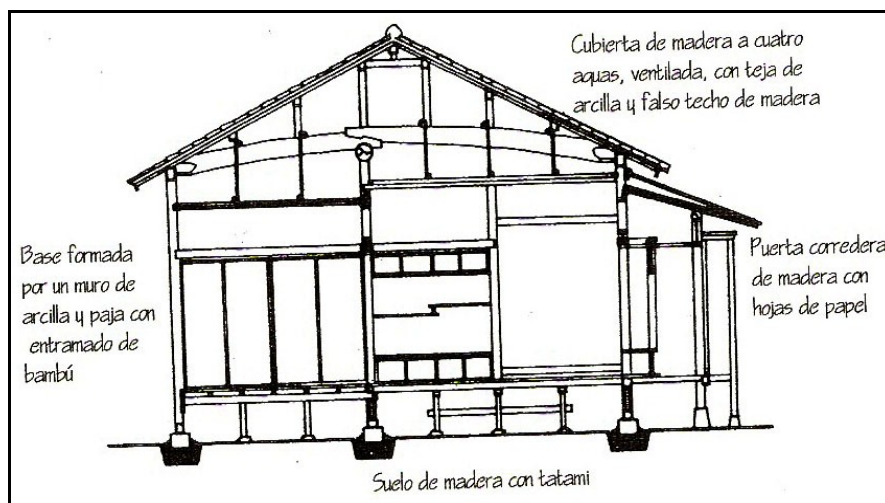 Cubierta de madera a cuatro
aquas, ventilada, con teja de
arcilla y falso techo de madera
Base formada
por un muro de
arcilla y paja con
entramado de
bambú
Puerta corredera
de madera con
hojas de papel
Suelo de madera con tatami